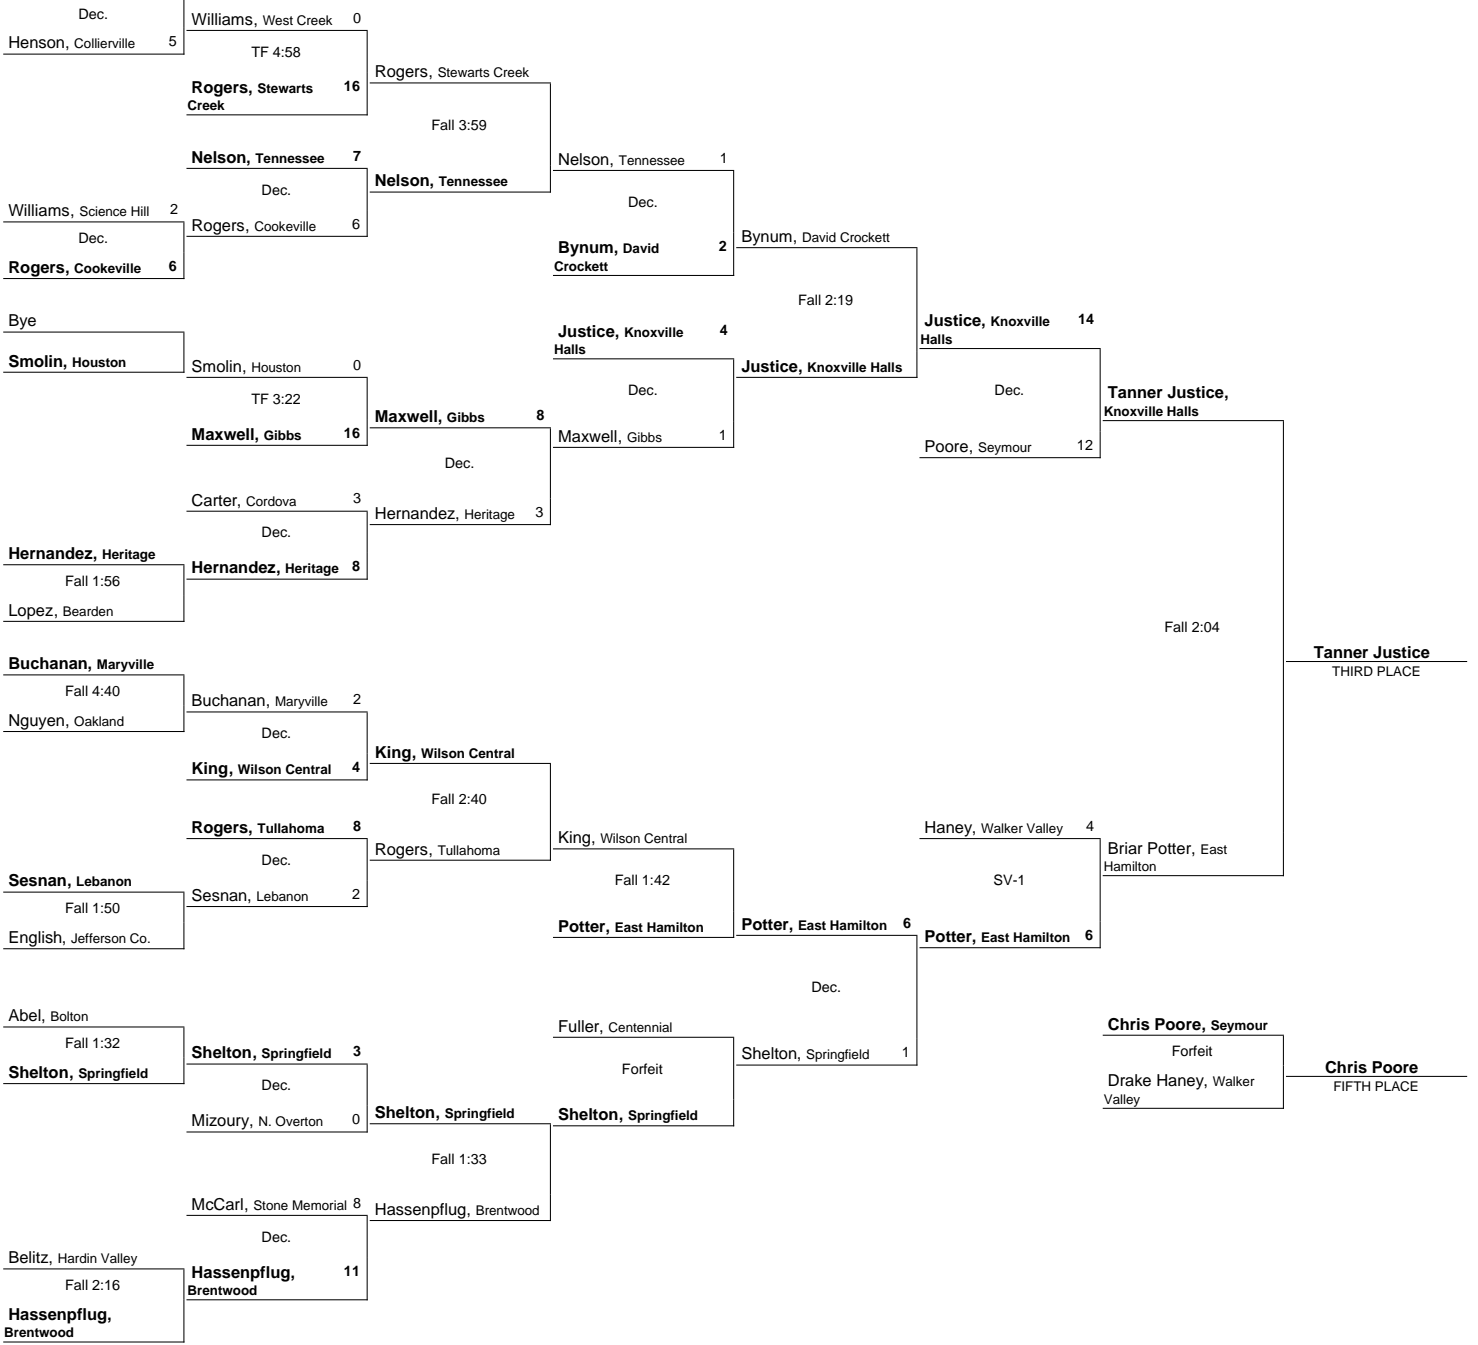 Dec.
Henson, Collierville 5
Williams, West Creek 0
TF 4:58
Rogers, Stewarts 16
Creek
Rogers, Stewarts Creek
Fall 3:59
Nelson, Tennessee 7
Dec.
Rogers, Cookeville 6
Nelson, Tennessee
Williams, Science Hill 2
Dec.
Rogers, Cookeville 6
Nelson, Tennessee 1
Dec.
Bynum, David 2
Crockett
Bynum, David Crockett
Fall 2:19
Bye
Smolin, Houston
Smolin, Houston 0
TF 3:22
Maxwell, Gibbs 16
Maxwell, Gibbs 8
Dec.
Hernandez, Heritage 3
Justice, Knoxville 4
Halls
Dec.
Maxwell, Gibbs 1
Justice, Knoxville Halls
Justice, Knoxville 14
Halls
Dec.
Poore, Seymour 12
Tanner Justice,
Knoxville Halls
Carter, Cordova 3
Dec.
Hernandez, Heritage 8
Hernandez, Heritage
Fall 1:56
Lopez, Bearden
Fall 2:04
Tanner Justice
THIRD PLACE
Buchanan, Maryville
Fall 4:40
Nguyen, Oakland
Buchanan, Maryville 2
Dec.
King, Wilson Central 4
King, Wilson Central
Fall 2:40
Rogers, Tullahoma
Rogers, Tullahoma 8
Dec.
Sesnan, Lebanon 2
Sesnan, Lebanon
Fall 1:50
English, Jefferson Co.
King, Wilson Central
Fall 1:42
Potter, East Hamilton
Potter, East Hamilton 6
Dec.
Shelton, Springfield 1
Haney, Walker Valley 4
SV-1
Potter, East Hamilton 6
Briar Potter, East
Hamilton
Abel, Bolton
Fall 1:32
Shelton, Springfield
Shelton, Springfield 3
Dec.
Mizoury, N. Overton 0
Shelton, Springfield
Fall 1:33
Hassenpflug, Brentwood
Fuller, Centennial
Forfeit
Shelton, Springfield
Chris Poore, Seymour
Forfeit
Drake Haney, Walker
Valley
Chris Poore
FIFTH PLACE
McCarl, Stone Memorial 8
Dec.
Hassenpflug, 11
Brentwood
Belitz, Hardin Valley
Fall 2:16
Hassenpflug,
Brentwood